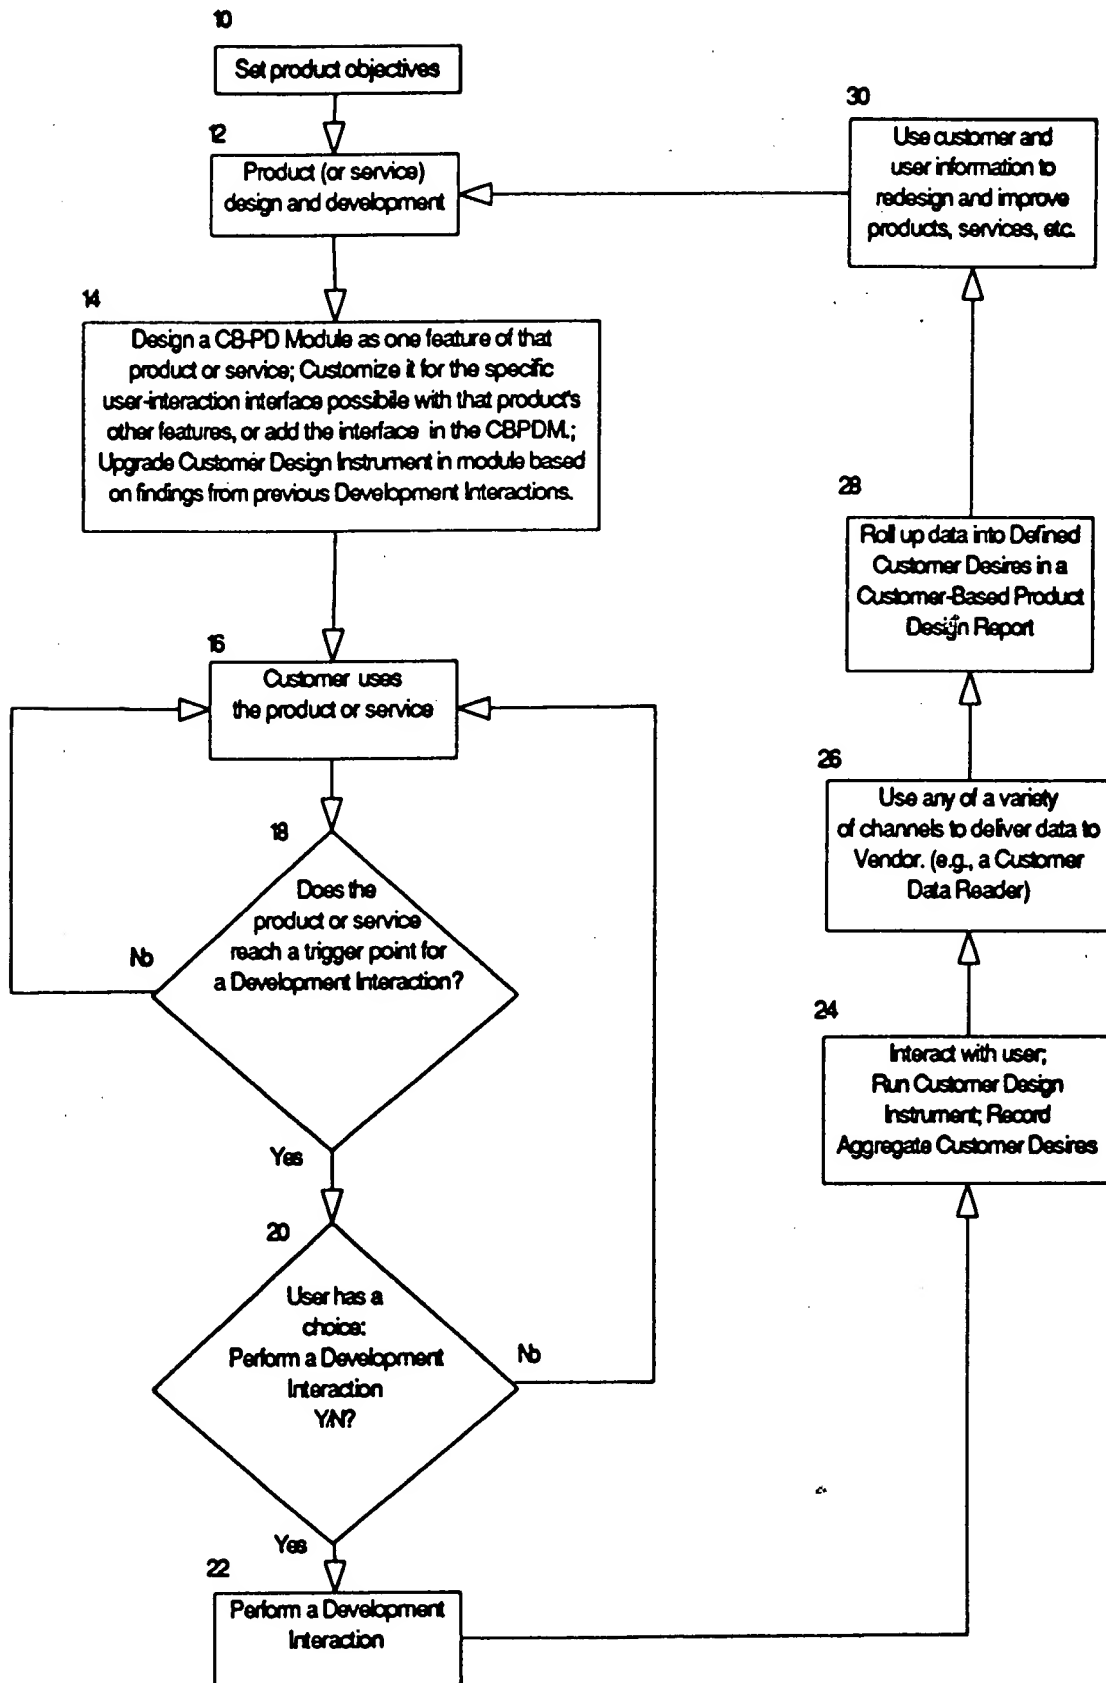 10
Set product objectives
12
Product (or service)
design and development
14
Design a CB-PD Module as one feature of that
product or service; Customize it for the specific
user-interaction interface possibile with that product's
other features, or add the interface in the CBPDM.;
Upgrade Customer Design Instrument in module based
on findings from previous Development Interactions.
16
Customer uses
the product or service
18
Does the
product or service
reach a trigger point for
a Development Interaction?
No
Yes
20
User has a
choice:
Perform a Development
Interaction
Y/N?
No
Yes
22
Perform a Development
Interaction
24
Interact with user;
Run Customer Design
Instrument; Record
Aggregate Customer Desires
26
Use any of a variety
of channels to deliver data to
Vendor. (e.g., a Customer
Data Reader)
28
Roll up data into Defined
Customer Desires in a
Customer-Based Product
Design Report
30
Use customer and
user information to
redesign and improve
products, services, etc.